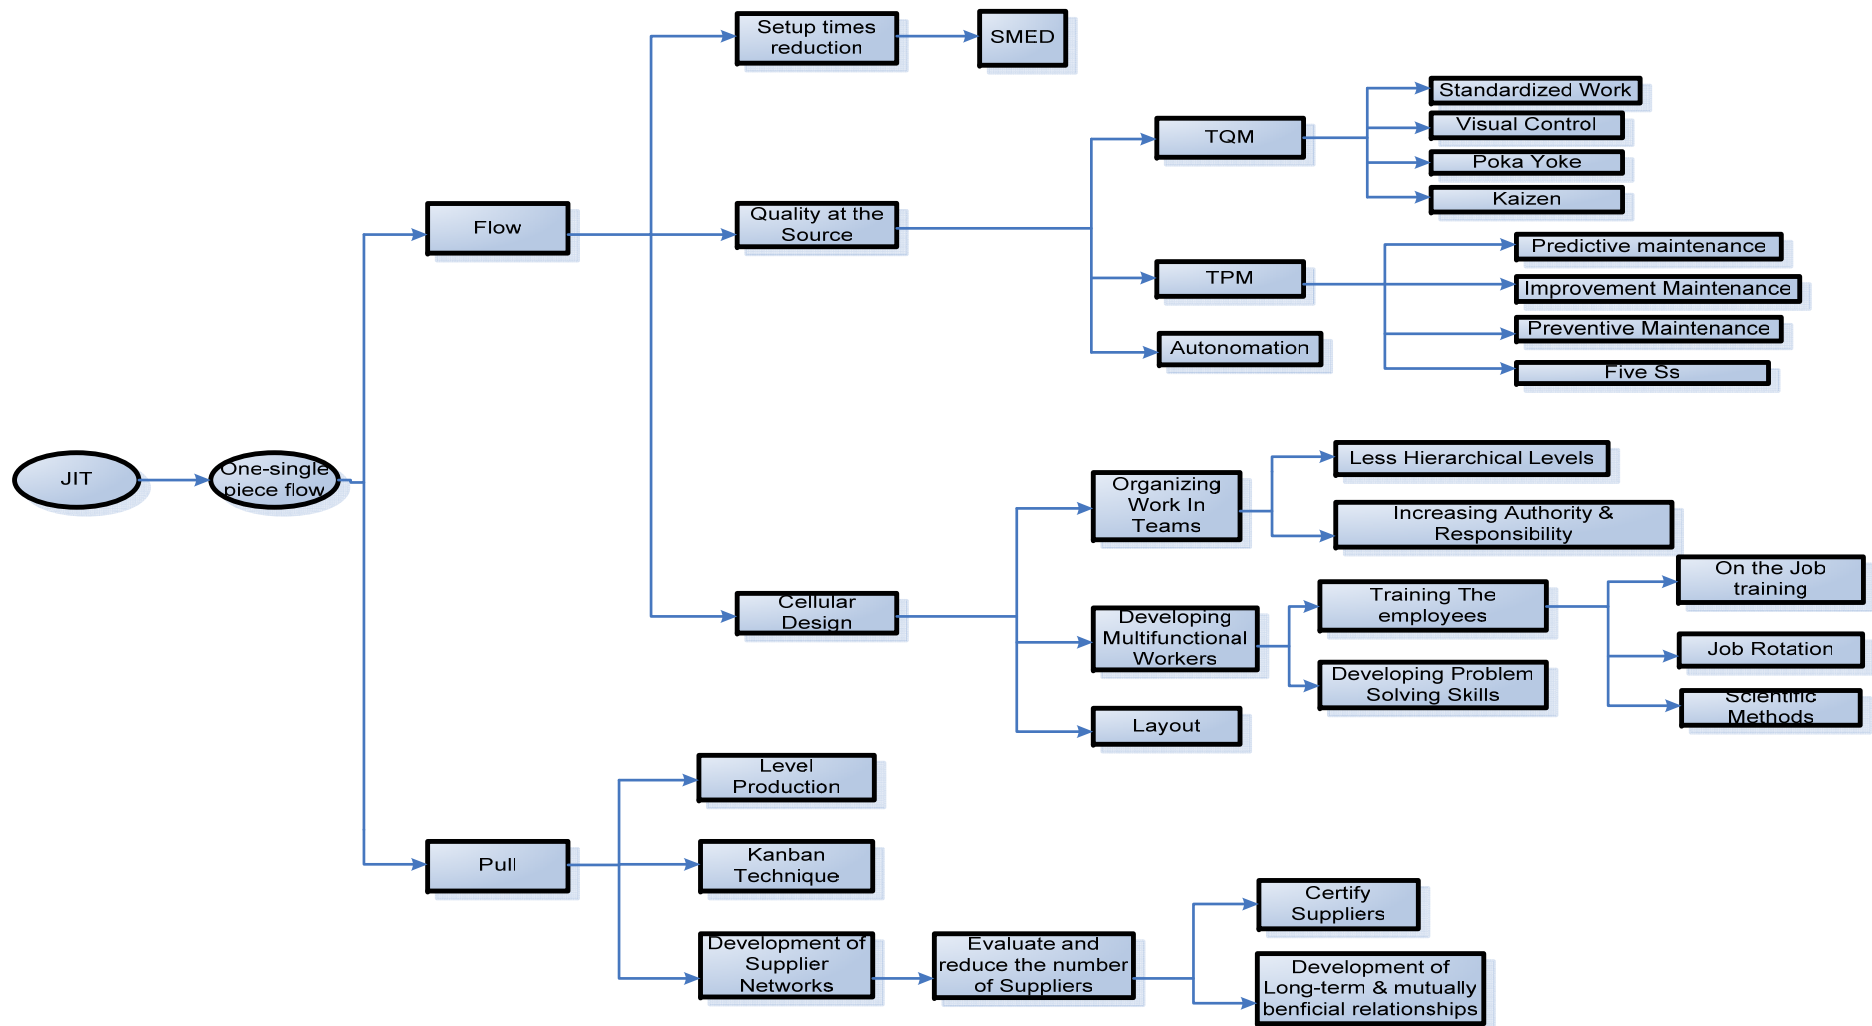 Setup times
reduction
SMED
Standardized Work
TQM
Visual Control
Poka Yoke
Kaizen
Flow
Quality at the
Source
Predictive maintenance
TPM
Improvement Maintenance
Preventive Maintenance
Autonomation
Five Ss
JIT
One-single
piece flow
Less Hierarchical Levels
Organizing
Work In
Teams
Increasing Authority &
Responsibility
On the Job
training
Cellular
Design
Developing
Multifunctional
Workers
Training The
employees
Job Rotation
Developing Problem
Solving Skills
Scientific
Methods
Layout
Level
Production
Pull
Kanban
Technique
Certify
Suppliers
Development of
Supplier
Networks
Evaluate and
reduce the number
of Suppliers
Development of
Long-term & mutually
benficial relationships